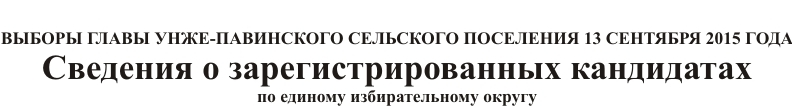 ВЫБОРЫ ГЛАВЫ УНЖЕ-ПАВИНСКОГО СЕЛЬСКОГО ПОСЕЛЕНИЯ 13 СЕНТЯБРЯ 2015 ГОДА
Сведения о зарегистрированных кандидатах
по единому избирательному округу